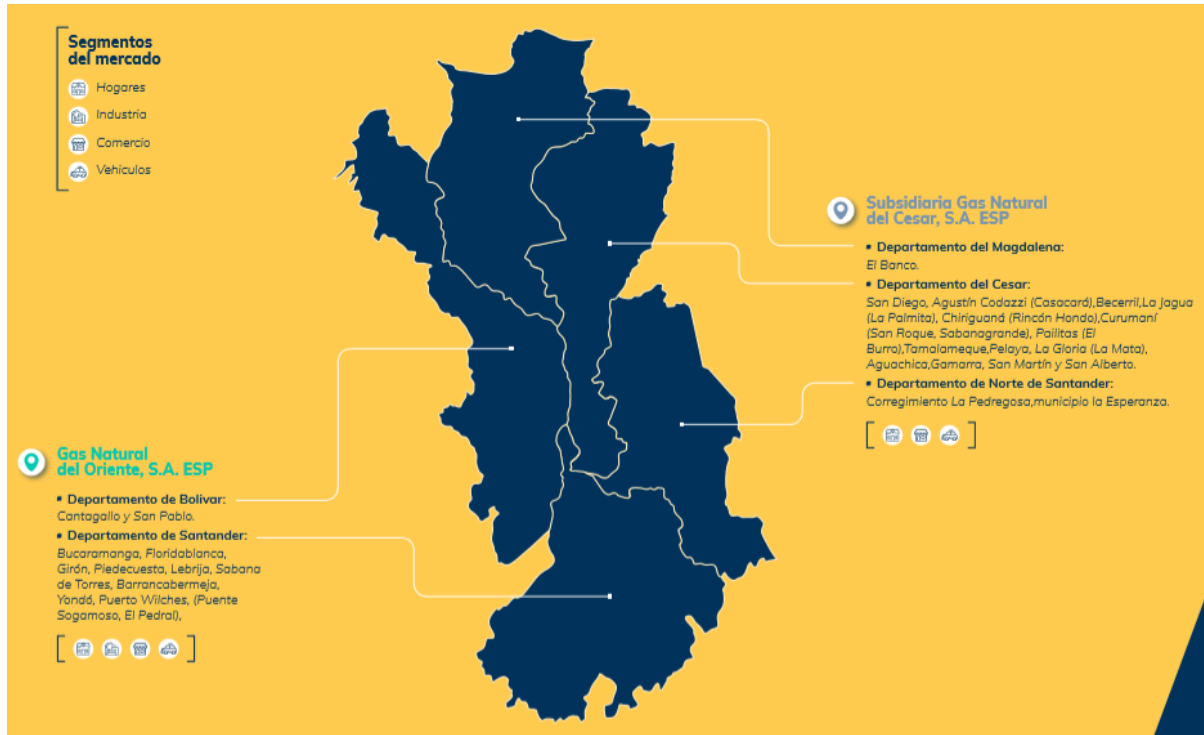 Segmentos
del mercado
Hogares
Industria
Comercio
Vehiculos
Subsidiaria Gas Natural
del Cesar, S.A. ESP
• Departamento del Magdalena:
El Banco.
• Departamento del Cesar:
San Diego, Agustín Codazzi (Casacará),Becerril,La Jagua
(La Palmita), Chiriguaná (Rincón Hondo),Curumaní
(San Roque, Sabanagrande), Pailitas (El
Burro),Tamalameque,Pelaya, La Gloria (La Mata),
Aguachica,Gamarra, San Martín y San Alberto.
• Departamento de Norte de Santander:
Corregimiento La Pedregosa,municipio la Esperanza.
Gas Natural
del Oriente, S.A. ESP
• Departamento de Bolivar:
Cantagallo y San Pablo.
• Departamento de Santander:
Bucaramanga, Floridablanca,
Girón, Piedecuesta, Lebrija, Sabana
de Torres, Barrancabermeja,
Yondó, Puerto Wilches, (Puente
Sogamoso, El Pedral),